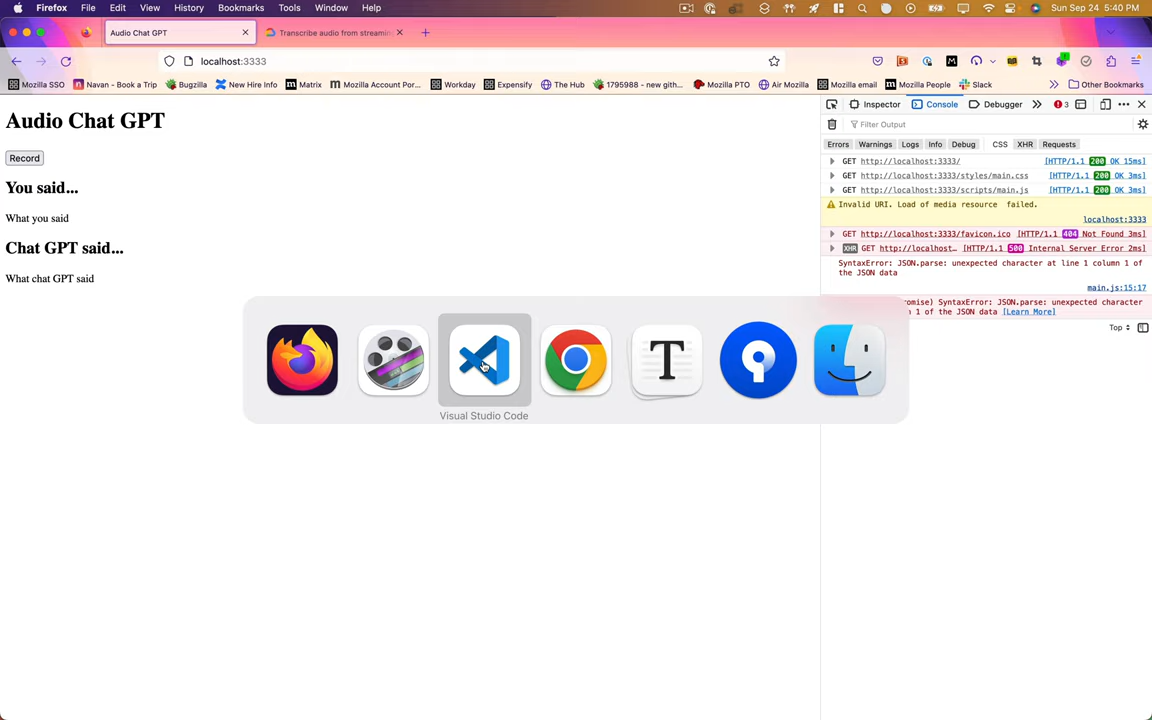 Firefox File Edit View History Bookmarks Tools Window Help Sun Sep 24 5:40 PM
Audio Chat GPT Transcribe audio from streamin
localhost:3333
Mozilla SSO Navan - Book a Trip Bugzilla New Hire Info Matrix Mozilla Account Por... Workday Expensify The Hub 1795988 - new gith... Mozilla PTO Air Mozilla Mozilla email Mozilla People Slack Other Bookmarks
Audio Chat GPT
Record
You said...
What you said
Chat GPT said...
What chat GPT said
Inspector Console Debugger 3
Filter Output
Errors Warnings Logs Info Debug CSS XHR Requests
GET http://localhost:3333/ [HTTP/1.1 200 OK 15ms]
GET http://localhost:3333/styles/main.css [HTTP/1.1 200 OK 3ms]
GET http://localhost:3333/scripts/main.js [HTTP/1.1 200 OK 3ms]
Invalid URI. Load of media resource failed.
localhost:3333
GET http://localhost:3333/favicon.ico [HTTP/1.1 404 Not Found 3ms]
XHR GET http://localhost… [HTTP/1.1 500 Internal Server Error 2ms]
SyntaxError: JSON.parse: unexpected character at line 1 column 1 of
the JSON data
main.js:15:17
omise) SyntaxError: JSON.parse: unexpected character
n 1 of the JSON data [Learn More]
Top
T
Visual Studio Code